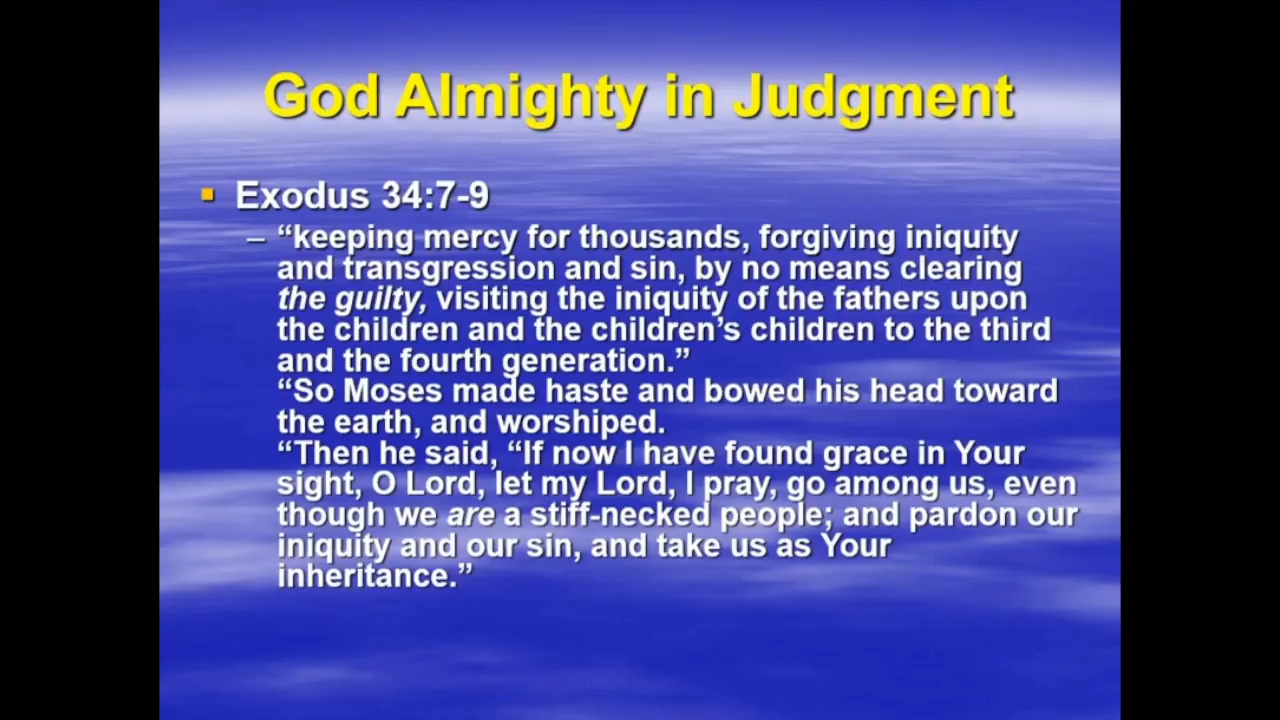 God Almighty in Judgment
▪ Exodus 34:7-9
– “keeping mercy for thousands, forgiving iniquity
and transgression and sin, by no means clearing
the guilty, visiting the iniquity of the fathers upon
the children and the children’s children to the third
and the fourth generation.”
“So Moses made haste and bowed his head toward
the earth, and worshiped.
“Then he said, “If now I have found grace in Your
sight, O Lord, let my Lord, I pray, go among us, even
though we are a stiff-necked people; and pardon our
iniquity and our sin, and take us as Your
inheritance.”